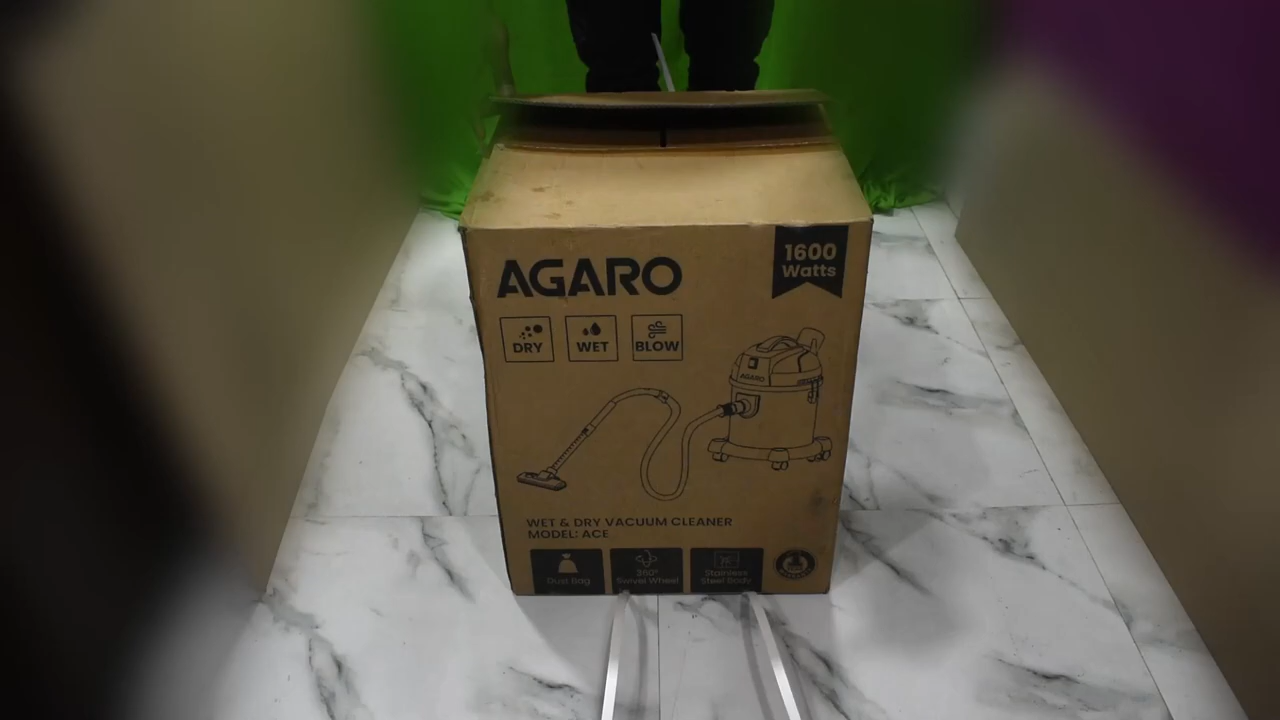 AGARO
1600
Watts
DRY
WET
BLOW
AGARO
WET & DRY VACUUM CLEANER
MODEL: ACE
Dust Bag
360°
Swivel Wheel
Stainless
Steel Body